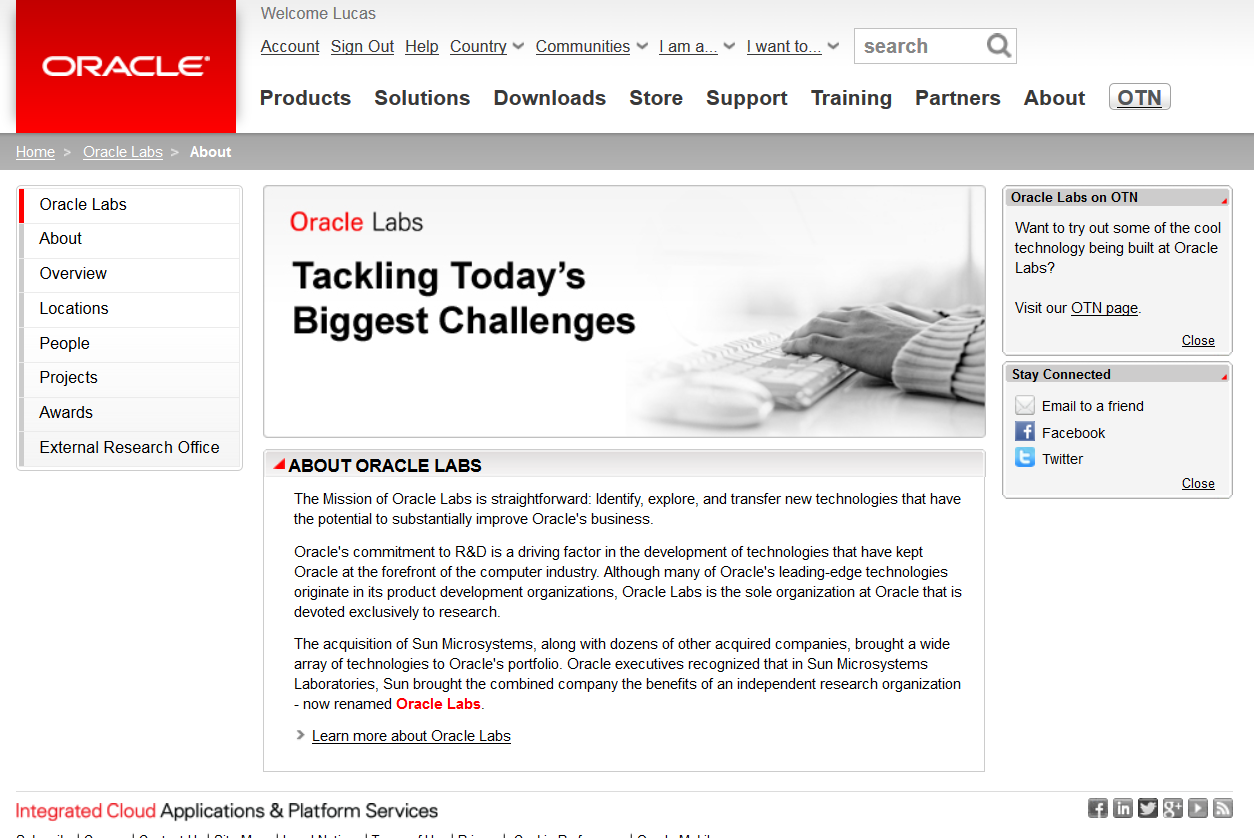 Welcome Lucas
Account Sign Out Help Country Communities I am a... I want to... search
ORACLE®
Products Solutions Downloads Store Support Training Partners About OTN
Home > Oracle Labs > About
Oracle Labs
About
Overview
Locations
People
Projects
Awards
External Research Office
Oracle Labs
Tackling Today’s
Biggest Challenges
ABOUT ORACLE LABS
The Mission of Oracle Labs is straightforward: Identify, explore, and transfer new technologies that have
the potential to substantially improve Oracle's business.
Oracle's commitment to R&D is a driving factor in the development of technologies that have kept
Oracle at the forefront of the computer industry. Although many of Oracle's leading-edge technologies
originate in its product development organizations, Oracle Labs is the sole organization at Oracle that is
devoted exclusively to research.
The acquisition of Sun Microsystems, along with dozens of other acquired companies, brought a wide
array of technologies to Oracle's portfolio. Oracle executives recognized that in Sun Microsystems
Laboratories, Sun brought the combined company the benefits of an independent research organization
- now renamed Oracle Labs.
Learn more about Oracle Labs
Oracle Labs on OTN
Want to try out some of the cool
technology being built at Oracle
Labs?
Visit our OTN page.
Close
Stay Connected
Email to a friend
Facebook
Twitter
Close
Integrated Cloud Applications & Platform Services